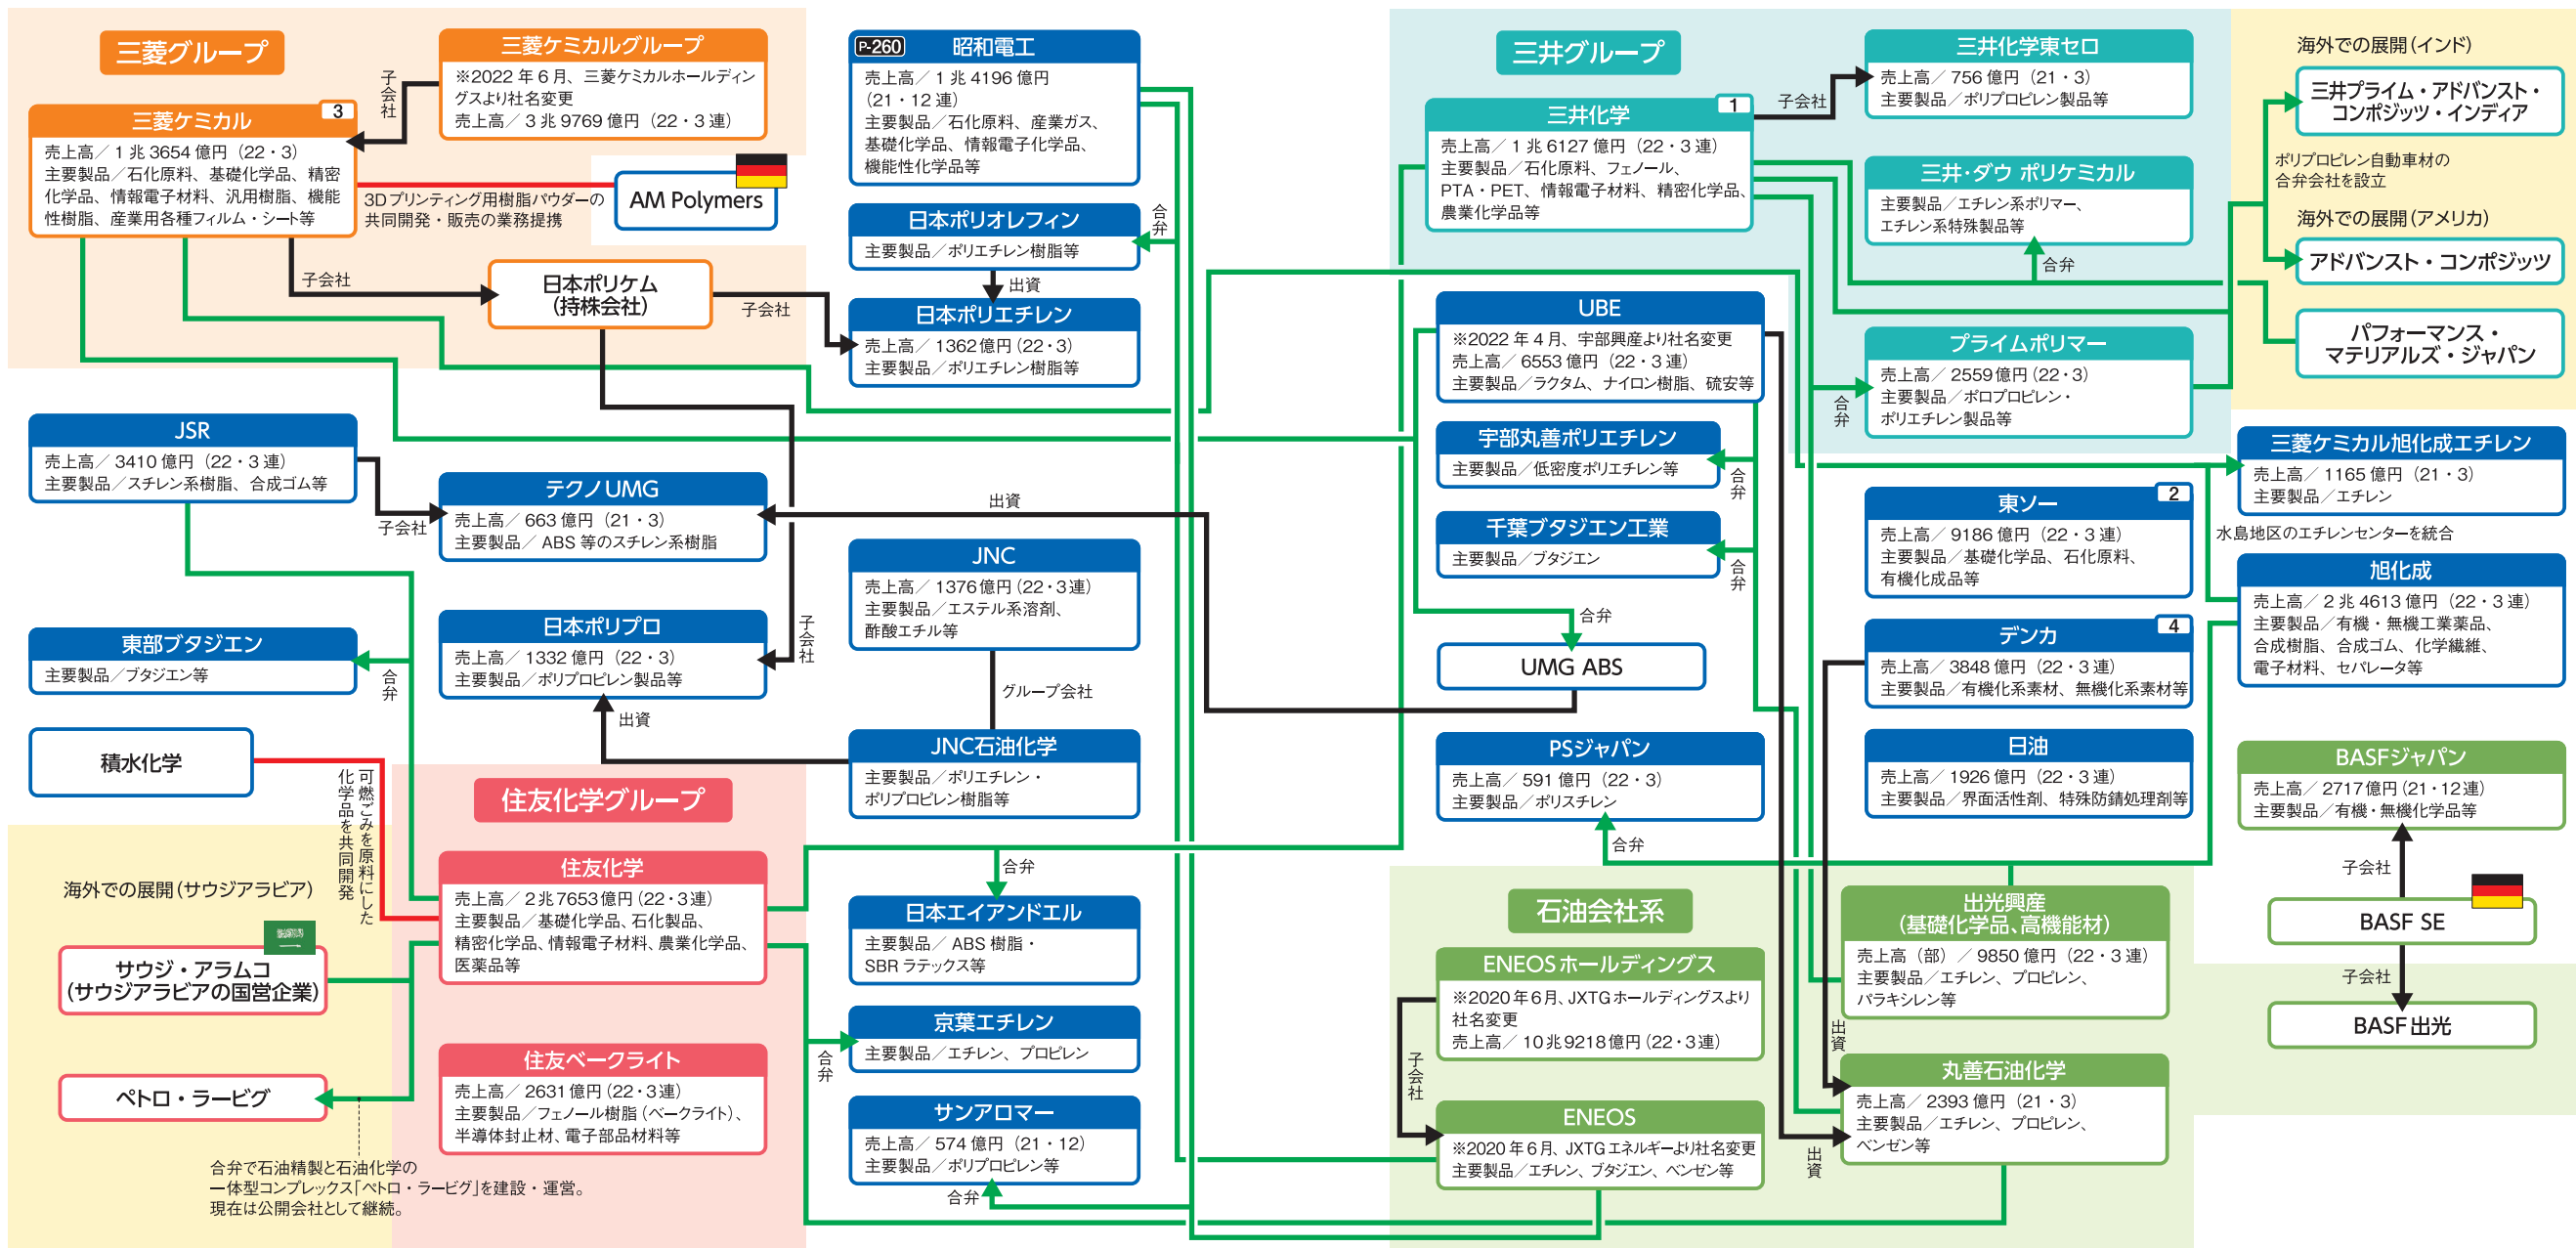 三菱グループ
三菱ケミカルグループ
※2022年6月、三菱ケミカルホールディン
グスより社名変更
売上高／3兆9769億円（22・3連）
子会社
三菱ケミカル
3
売上高／1兆3654億円（22・3）
主要製品／石化原料、基礎化学品、精密
化学品、情報電子材料、汎用樹脂、機能
性樹脂、産業用各種フィルム・シート等
AM Polymers
3Dプリンティング用樹脂パウダーの
共同開発・販売の業務提携
子会社
日本ポリケム
(持株会社)
子会社
P-260
昭和電工
売上高／1兆4196億円
（21・12連）
主要製品／石化原料、産業ガス、
基礎化学品、情報電子化学品、
機能性化学品等
日本ポリオレフィン
主要製品／ポリエチレン樹脂等
合弁
出資
日本ポリエチレン
売上高／1362億円（22・3）
主要製品／ポリエチレン樹脂等
JSR
売上高／3410億円（22・3連）
主要製品／スチレン系樹脂、合成ゴム等
子会社
テクノUMG
売上高／663億円（21・3）
主要製品／ABS等のスチレン系樹脂
出資
JNC
売上高／1376億円（22・3連）
主要製品／エステル系溶剤、
酢酸エチル等
グループ会社
東部ブタジエン
主要製品／ブタジエン等
合弁
日本ポリプロ
売上高／1332億円（22・3）
主要製品／ポリプロピレン製品等
子会社
出資
JNC石油化学
主要製品／ポリエチレン・
ポリプロピレン樹脂等
積水化学
可燃ごみを原料にした
化学品を共同開発
住友化学グループ
住友化学
売上高／2兆7653億円（22・3連）
主要製品／基礎化学品、石化製品、
精密化学品、情報電子材料、農業化学品、
医薬品等
海外での展開（サウジアラビア）
サウジ・アラムコ
(サウジアラビアの国営企業)
ペトロ・ラービグ
合弁で石油精製と石油化学の
一体型コンプレックス「ペトロ・ラービグ」を建設・運営。
現在は公開会社として継続。
住友ベークライト
売上高／2631億円（22・3連）
主要製品／フェノール樹脂（ベークライト）、
半導体封止材、電子部品材料等
合弁
日本エイアンドエル
主要製品／ABS樹脂・
SBRラテックス等
京葉エチレン
主要製品／エチレン、プロピレン
合弁
サンアロマー
売上高／574億円（21・12）
主要製品／ポリプロピレン等
合弁
三井グループ
三井化学
1
売上高／1兆6127億円（22・3連）
主要製品／石化原料、フェノール、
PTA・PET、情報電子材料、精密化学品、
農業化学品等
子会社
三井化学東セロ
売上高／756億円（21・3）
主要製品／ポリプロピレン製品等
三井・ダウ ポリケミカル
主要製品／エチレン系ポリマー、
エチレン系特殊製品等
合弁
プライムポリマー
売上高／2559億円（22・3）
主要製品／ポロプロピレン・
ポリエチレン製品等
合弁
海外での展開（インド）
三井プライム・アドバンスト・
コンポジッツ・インディア
ポリプロピレン自動車材の
合弁会社を設立
海外での展開（アメリカ）
アドバンスト・コンポジッツ
パフォーマンス・
マテリアルズ・ジャパン
UBE
※2022年4月、宇部興産より社名変更
売上高／6553億円（22・3連）
主要製品／ラクタム、ナイロン樹脂、硫安等
宇部丸善ポリエチレン
主要製品／低密度ポリエチレン等
合弁
千葉ブタジエン工業
主要製品／ブタジエン
合弁
合弁
UMG ABS
PSジャパン
売上高／591億円（22・3）
主要製品／ポリスチレン
合弁
三菱ケミカル旭化成エチレン
売上高／1165億円（21・3）
主要製品／エチレン
水島地区のエチレンセンターを統合
東ソー
2
売上高／9186億円（22・3連）
主要製品／基礎化学品、石化原料、
有機化成品等
旭化成
売上高／2兆4613億円（22・3連）
主要製品／有機・無機工業薬品、
合成樹脂、合成ゴム、化学繊維、
電子材料、セパレータ等
デンカ
4
売上高／3848億円（22・3連）
主要製品／有機化系素材、無機化系素材等
日油
売上高／1926億円（22・3連）
主要製品／界面活性剤、特殊防錆処理剤等
BASFジャパン
売上高／2717億円（21・12連）
主要製品／有機・無機化学品等
子会社
BASF SE
子会社
BASF出光
石油会社系
ENEOSホールディングス
※2020年6月、JXTGホールディングスより
社名変更
売上高／10兆9218億円（22・3連）
子会社
ENEOS
※2020年6月、JXTGエネルギーより社名変更
主要製品／エチレン、ブタジエン、ベンゼン等
出光興産
(基礎化学品、高機能材)
売上高（部）／9850億円（22・3連）
主要製品／エチレン、プロピレン、
パラキシレン等
出資
丸善石油化学
売上高／2393億円（21・3）
主要製品／エチレン、プロピレン、
ベンゼン等
出資